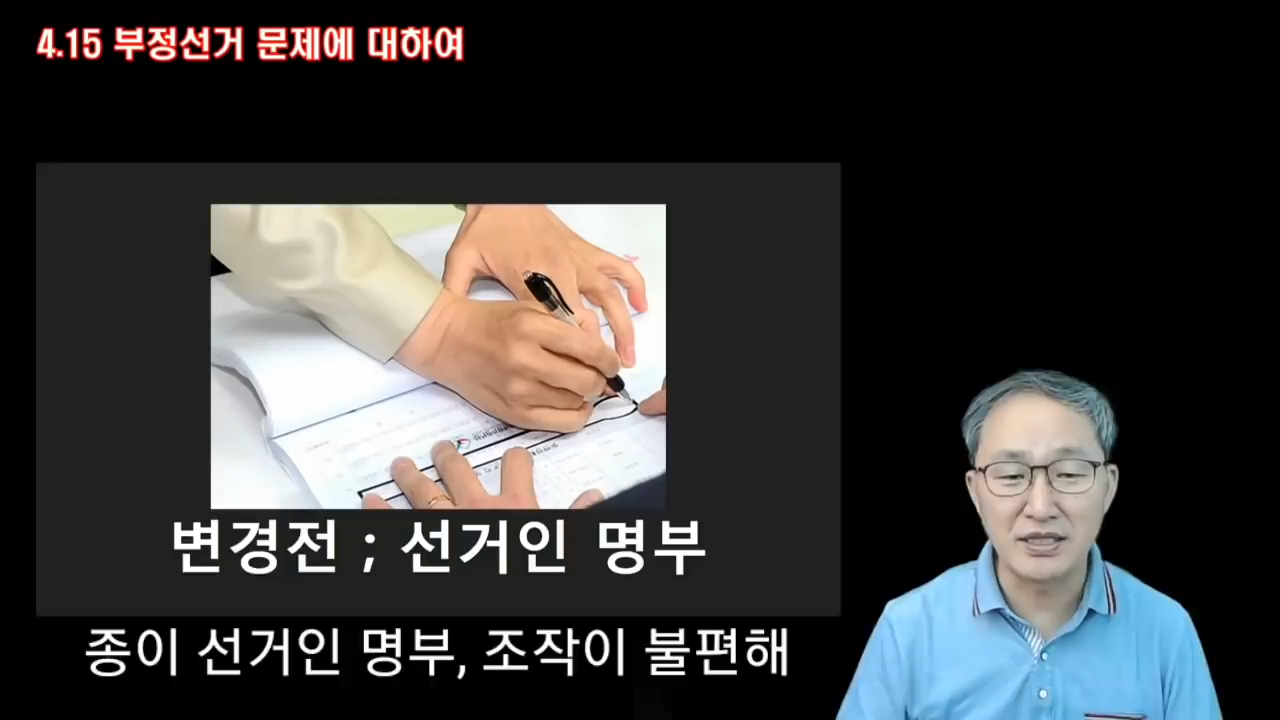 4.15 부정선거 문제에 대하여
변경전 ; 선거인 명부
종이 선거인 명부, 조작이 불편해